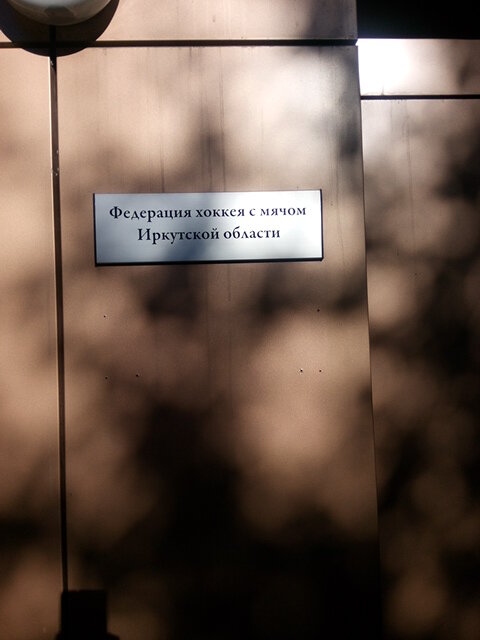 Федерация хоккея с мячом
Иркутской области